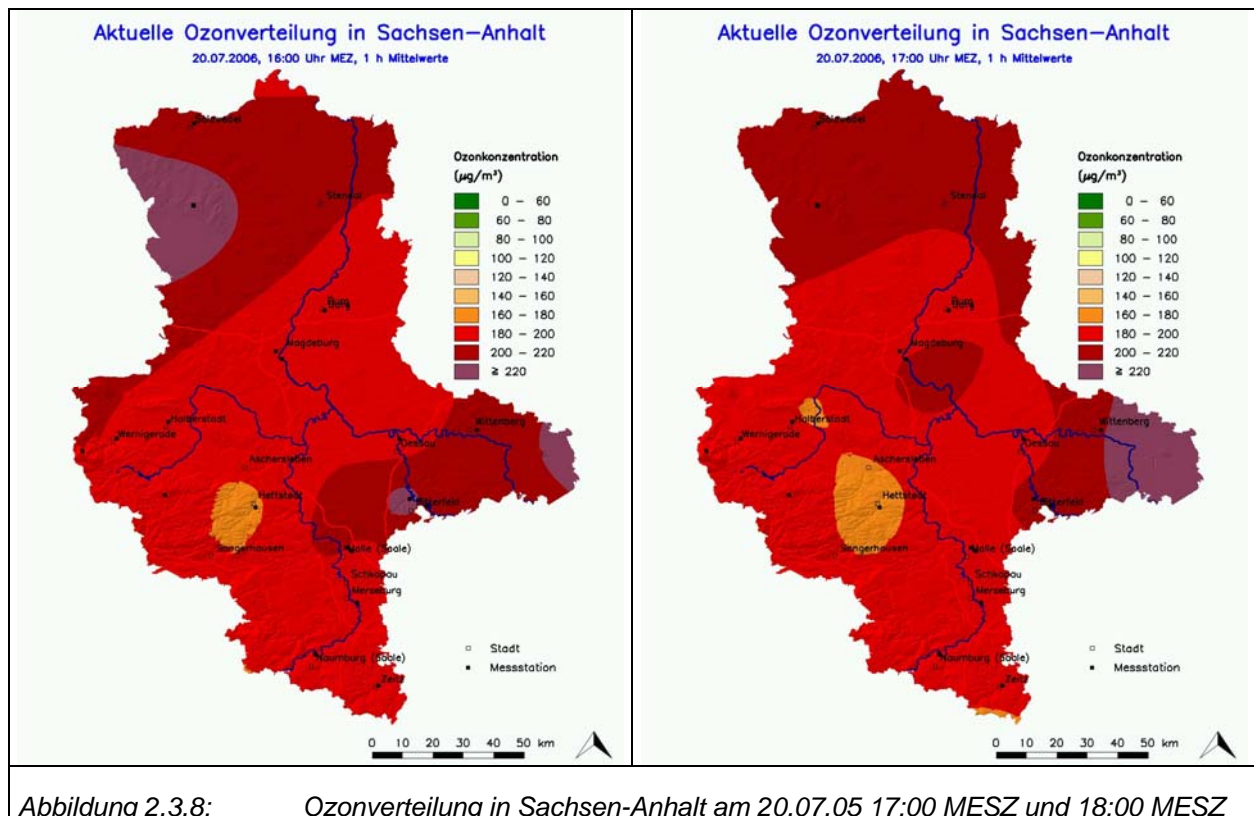 Aktuelle Ozonverteilung in Sachsen-Anhalt
20.07.2006, 16:00 Uhr MEZ, 1 h Mittelwerte
Salzwedel
Ozonkonzentration
(µg/m³)
0 - 60
60 - 80
80 - 100
100 - 120
120 - 140
140 - 160
160 - 180
180 - 200
200 - 220
≥ 220
Stendal
Burg
Magdeburg
Halberstadt
Wernigerode
Wittenberg
Dessau
Aschersleben
Hettstedt
Bitterfeld
Sangerhausen
Halle (Saale)
Schkopau
Merseburg
Naumburg (Saale)
Zeitz
Stadt
Messstation
0 10 20 30 40 50 km
Aktuelle Ozonverteilung in Sachsen-Anhalt
20.07.2006, 17:00 Uhr MEZ, 1 h Mittelwerte
Salzwedel
Ozonkonzentration
(µg/m³)
0 - 60
60 - 80
80 - 100
100 - 120
120 - 140
140 - 160
160 - 180
180 - 200
200 - 220
≥ 220
Stendal
Burg
Magdeburg
Halberstadt
Wernigerode
Wittenberg
Dessau
Aschersleben
Hettstedt
Bitterfeld
Sangerhausen
Halle (Saale)
Schkopau
Merseburg
Naumburg (Saale)
Zeitz
Stadt
Messstation
0 10 20 30 40 50 km
Abbildung 2.3.8: Ozonverteilung in Sachsen-Anhalt am 20.07.05 17:00 MESZ und 18:00 MESZ